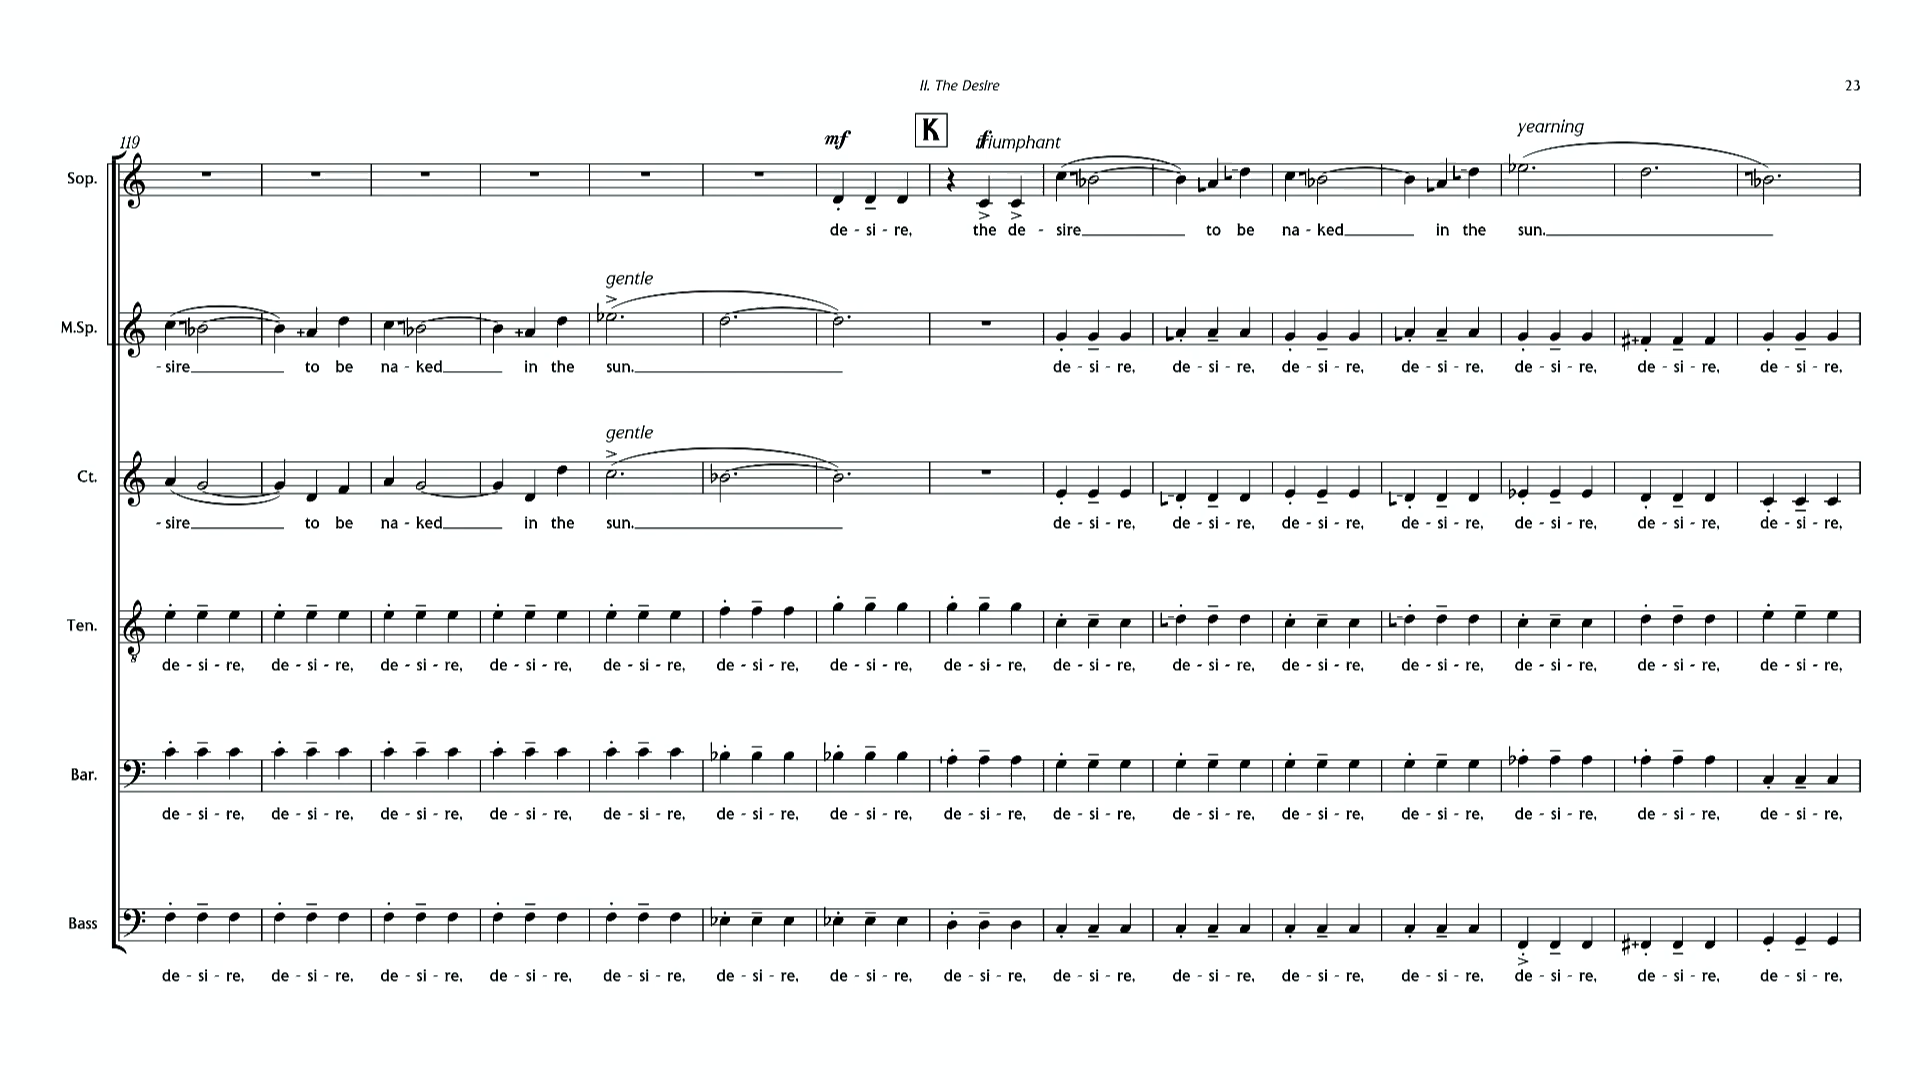 II. The Desire
23
119
mf
K
f
triumphant
yearning
Sop.
de - si - re, the de - sire to be na - ked in the sun.
gentle
M.Sp.
- sire to be na - ked in the sun. de - si - re, de - si - re, de - si - re, de - si - re, de - si - re, de - si - re, de - si - re,
gentle
Ct.
- sire to be na - ked in the sun. de - si - re, de - si - re, de - si - re, de - si - re, de - si - re, de - si - re, de - si - re,
Ten.
de - si - re, de - si - re, de - si - re, de - si - re, de - si - re, de - si - re, de - si - re, de - si - re, de - si - re, de - si - re, de - si - re, de - si - re, de - si - re, de - si - re, de - si - re,
Bar.
de - si - re, de - si - re, de - si - re, de - si - re, de - si - re, de - si - re, de - si - re, de - si - re, de - si - re, de - si - re, de - si - re, de - si - re, de - si - re, de - si - re, de - si - re,
Bass
de - si - re, de - si - re, de - si - re, de - si - re, de - si - re, de - si - re, de - si - re, de - si - re, de - si - re, de - si - re, de - si - re, de - si - re, de - si - re, de - si - re, de - si - re,